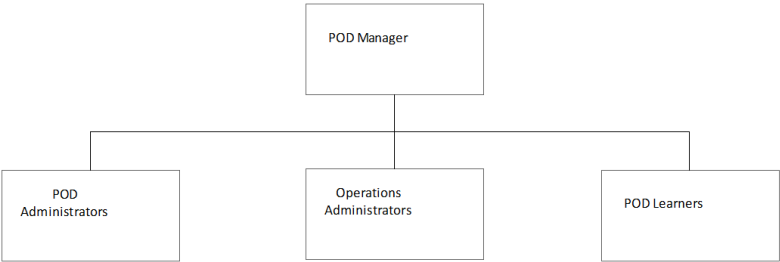 POD Manager
POD
Administrators
Operations
Administrators
POD Learners